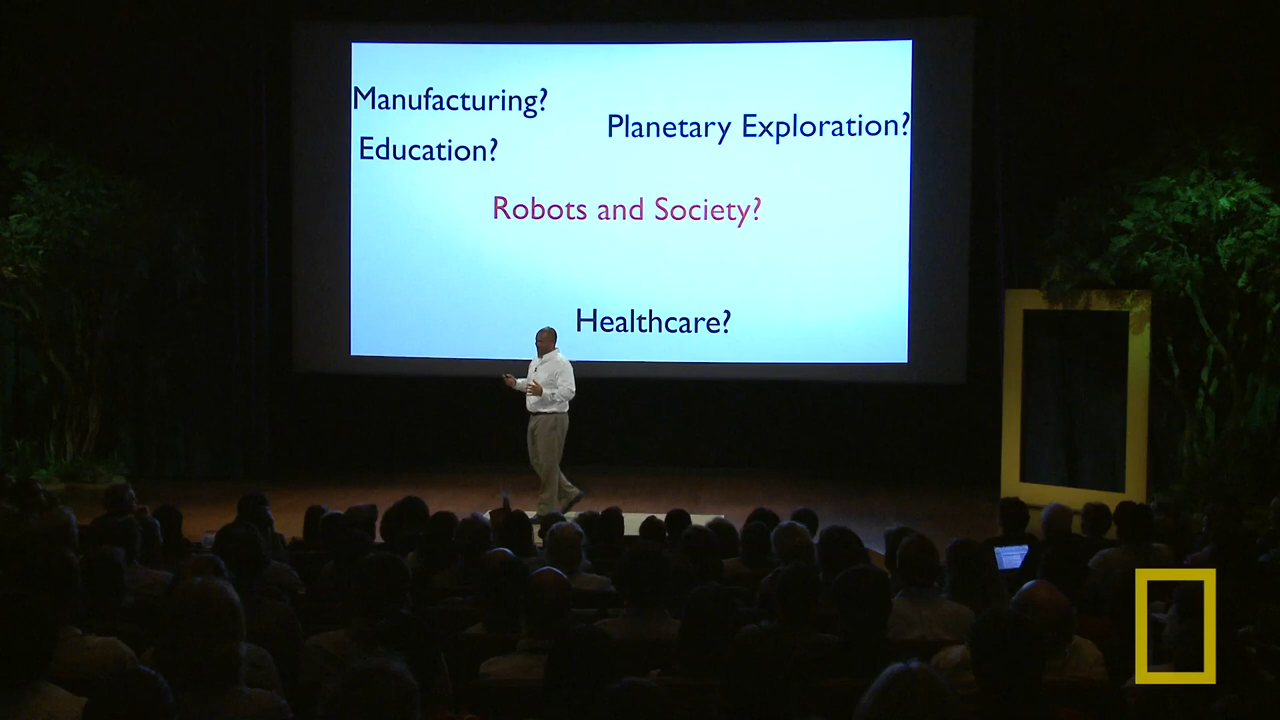 Manufacturing?
Planetary Exploration?
Education?
Robots and Society?
Healthcare?